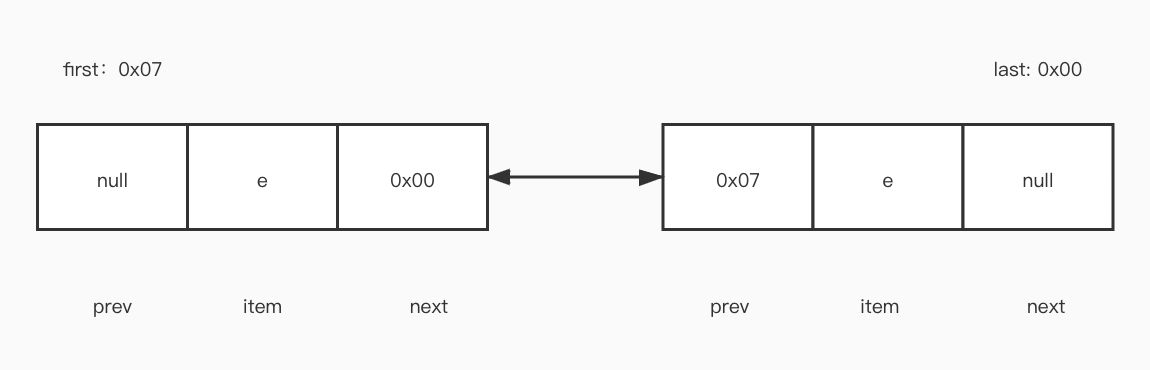 first：0x07
last: 0x00
null e 0x00 0x07 e null
prev item next prev item next